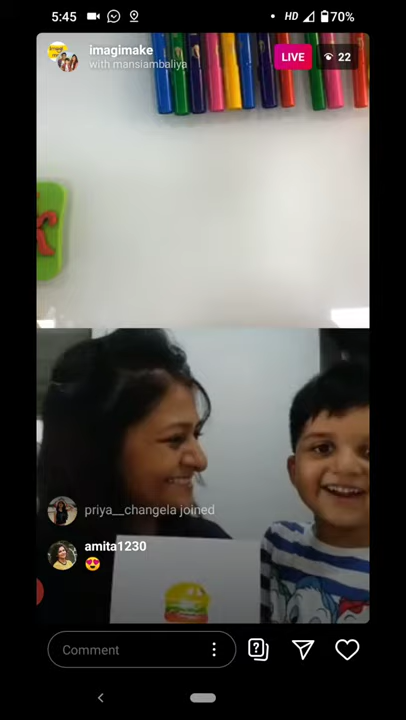 5:45
HD
70%
imagimake
with mansiambaliya
LIVE
22
priya__changela joined
amita1230
Comment